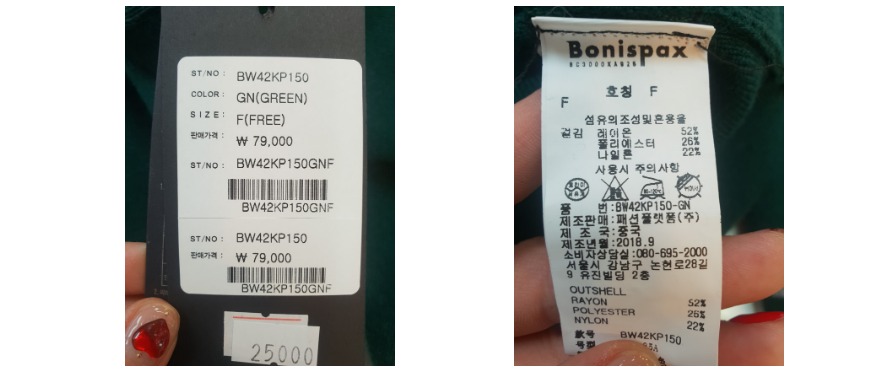 ST/NO : BW42KP150
COLOR : GN(GREEN)
SIZE : F(FREE)
판매가격 : ₩ 79,000
ST/NO : BW42KP150GNF
BW42KP150GNF
ST/NO : BW42KP150
판매가격 : ₩ 79,000
BW42KP150GNF
25000
Bonispax
호칭 F
F
섬유의조성및혼용율
겉감 레이온 52%
폴리에스터 26%
나일론 22%
사용시 주의사항
품 번:BW42KP150-GN
제조판매:패션플랫폼(주)
제 조 국:중국
제조년월:2018.9
소비자상담실:080-695-2000
서울시 강남구 논현로28길
9 유진빌딩 2층
OUTSHELL
RAYON 52%
POLYESTER 26%
NYLON 22%
款号 BW42KP150
号型